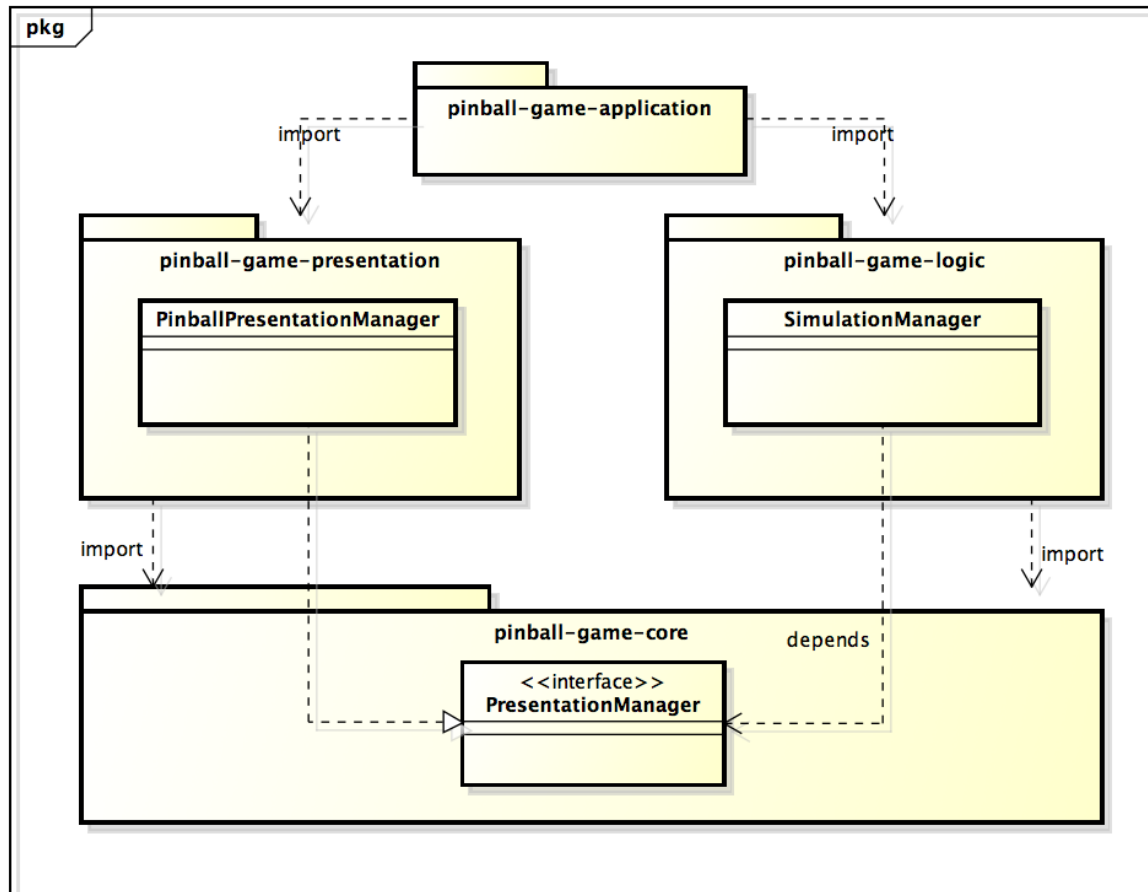 pkg
pinball-game-application
import
import
pinball-game-presentation
pinball-game-logic
PinballPresentationManager
SimulationManager
import
import
pinball-game-core
depends
<<interface>>
PresentationManager